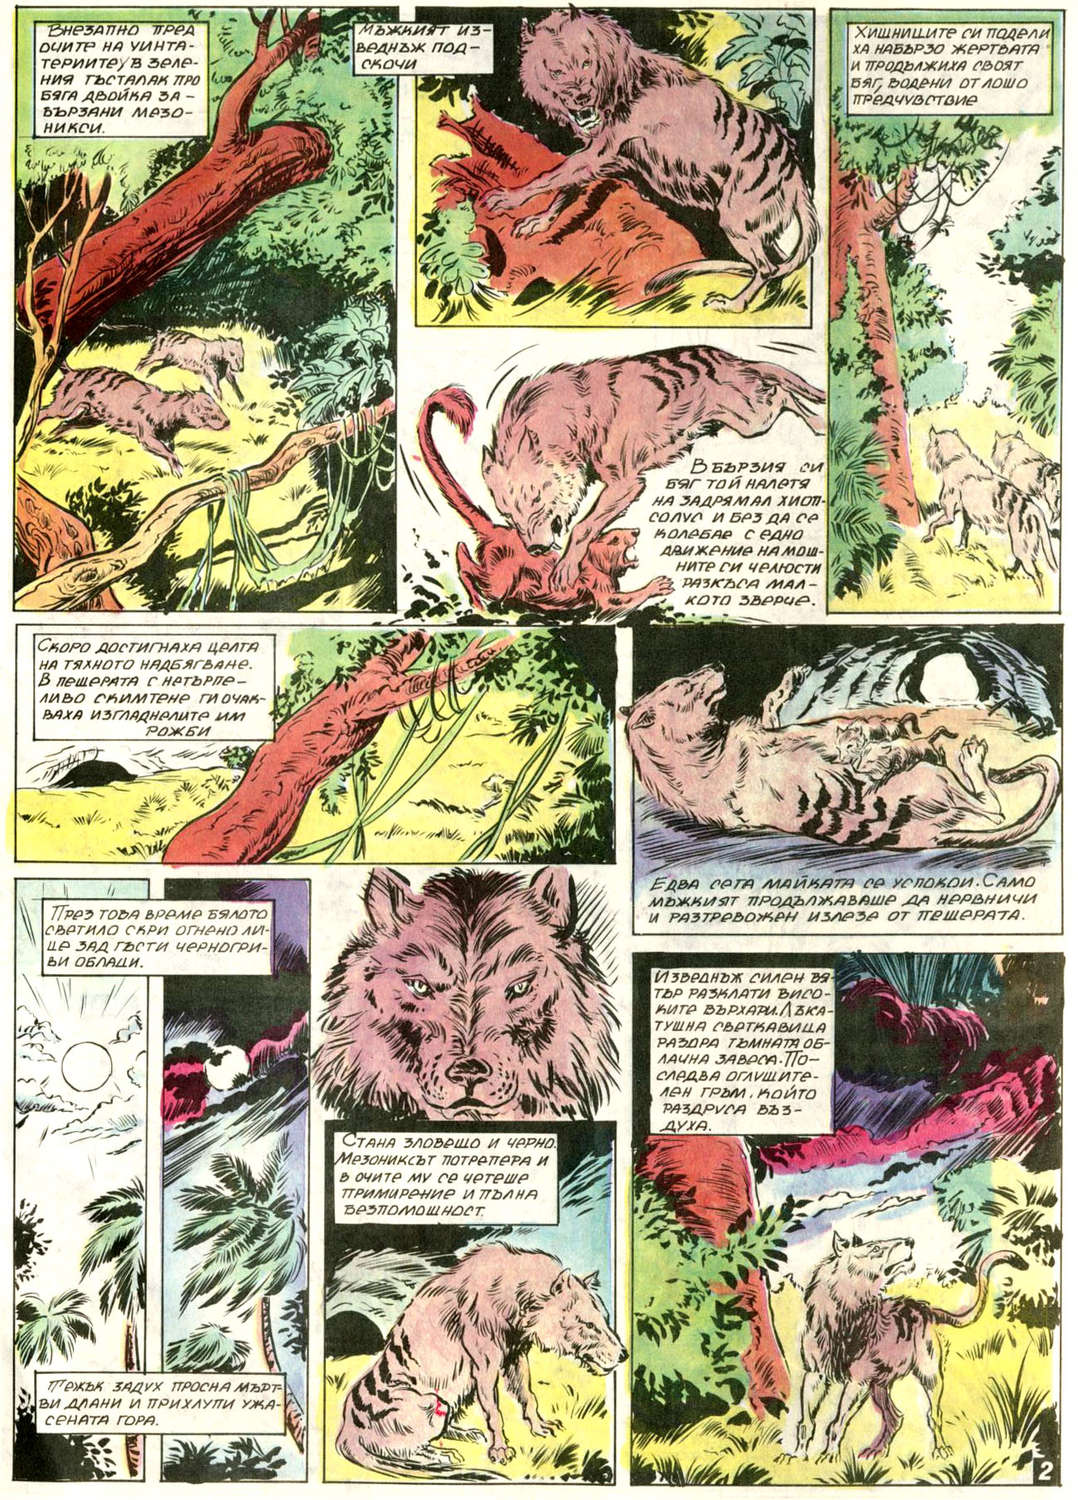 Внезапно пред
очите на уинта-
териите, в зеле-
ния гъсталак про
бяга двойка за-
бързани мезо-
никси.
Мъжкият из-
веднъж под-
скочи
В бързия си
бяг той налетя
на задрямал хиоп-
солус и без да се
колебае с едно
движение на мощ-
ните си челюсти
разкъса мал-
кото зверче.
Хищниците си подели
ха набързо жертвата
и продължиха своят
бяг, водени от лошо
предчувствие
Скоро достигнаха целта
на тяхното надбягване.
В пещерата с нетърпе-
ливо скимтене ги очак-
ваха изгладнелите им
рожби
Едва сега майката се успокои. Само
мъжкият продължаваше да нервничи
и разтревожен излезе от пещерата.
През това време бялото
светило скри огнено ли-
це зад гъсти черногри-
ви облаци.
Тежък задух просна мърт-
ви длани и прихлупи ужа-
сената гора.
Стана зловещо и черно.
Мезониксът потрепера и
в очите му се четеше
примирение и пълна
безпомощност.
Изведнъж силен вя-
тър разклати висо-
ките върхари. Лъка-
тушна светкавица
раздра тъмната об-
лачна завеса. По-
следва оглушите-
лен гръм, който
раздруса въз-
духа.
2